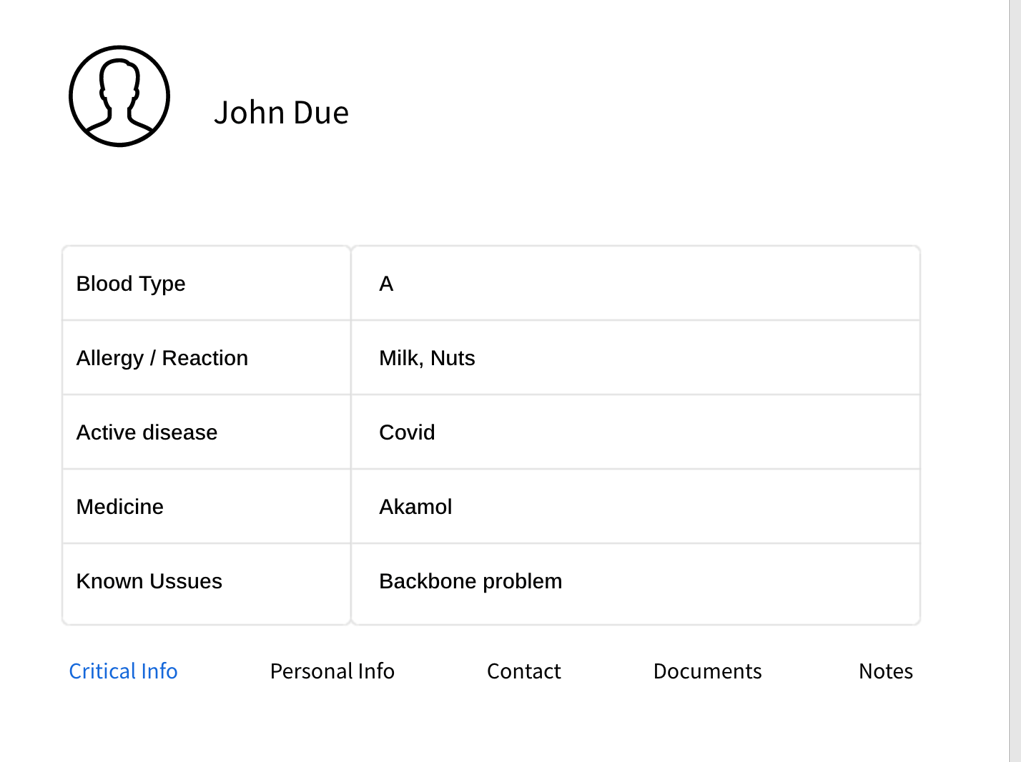 John Due
Blood Type A
Allergy / Reaction Milk, Nuts
Active disease Covid
Medicine Akamol
Known Ussues Backbone problem
Critical Info Personal Info Contact Documents Notes